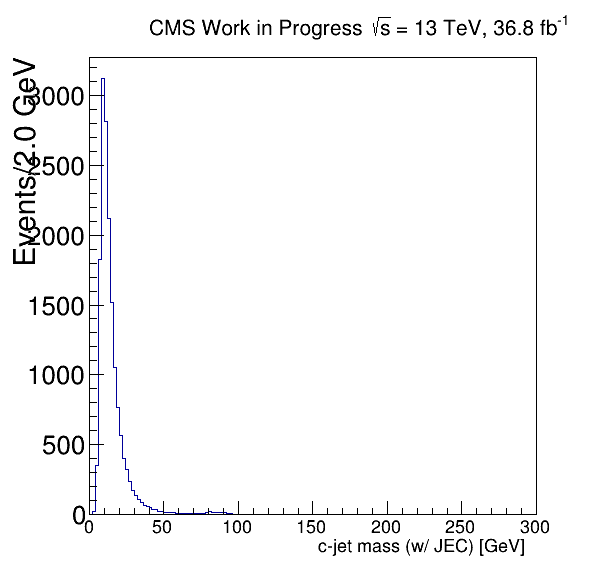 CMS Work in Progress √s = 13 TeV, 36.8 fb⁻¹
Events/2.0 GeV
3000
2500
2000
1500
1000
500
0
0 50 100 150 200 250 300
c-jet mass (w/ JEC) [GeV]